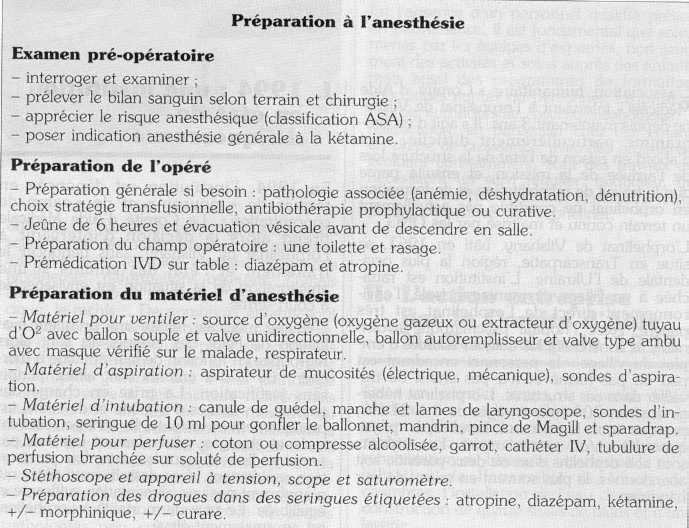 Préparation à l'anesthésie
Examen pré-opératoire
– interroger et examiner ;
– prélever le bilan sanguin selon terrain et chirurgie ;
– apprécier le risque anesthésique (classification ASA) ;
– poser indication anesthésie générale à la kétamine.
Préparation de l'opéré
– Préparation générale si besoin : pathologie associée (anémie, déshydratation, dénutrition),
choix stratégie transfusionnelle, antibiothérapie prophylactique ou curative.
– Jeûne de 6 heures et évacuation vésicale avant de descendre en salle.
– Préparation du champ opératoire : une toilette et rasage.
– Prémédication IVD sur table : diazépam et atropine.
Préparation du matériel d'anesthésie
– Matériel pour ventiler : source d'oxygène (oxygène gazeux ou extracteur d'oxygène) tuyau
d'O² avec ballon souple et valve unidirectionnelle, ballon autoremplisseur et valve type ambu
avec masque vérifié sur le malade, respirateur.
– Matériel d'aspiration : aspirateur de mucosités (électrique, mécanique), sondes d'aspira-
tion.
– Matériel d'intubation : canule de guédel, manche et lames de laryngoscope, sondes d'in-
tubation, seringue de 10 ml pour gonfler le ballonnet, mandrin, pince de Magill et sparadrap.
– Matériel pour perfuser : coton ou compresse alcoolisée, garrot, cathéter IV, tubulure de
perfusion branchée sur soluté de perfusion.
– Stéthoscope et appareil à tension, scope et saturomètre.
– Préparation des drogues dans des seringues étiquetées : atropine, diazépam, kétamine,
+/– morphinique, +/– curare.